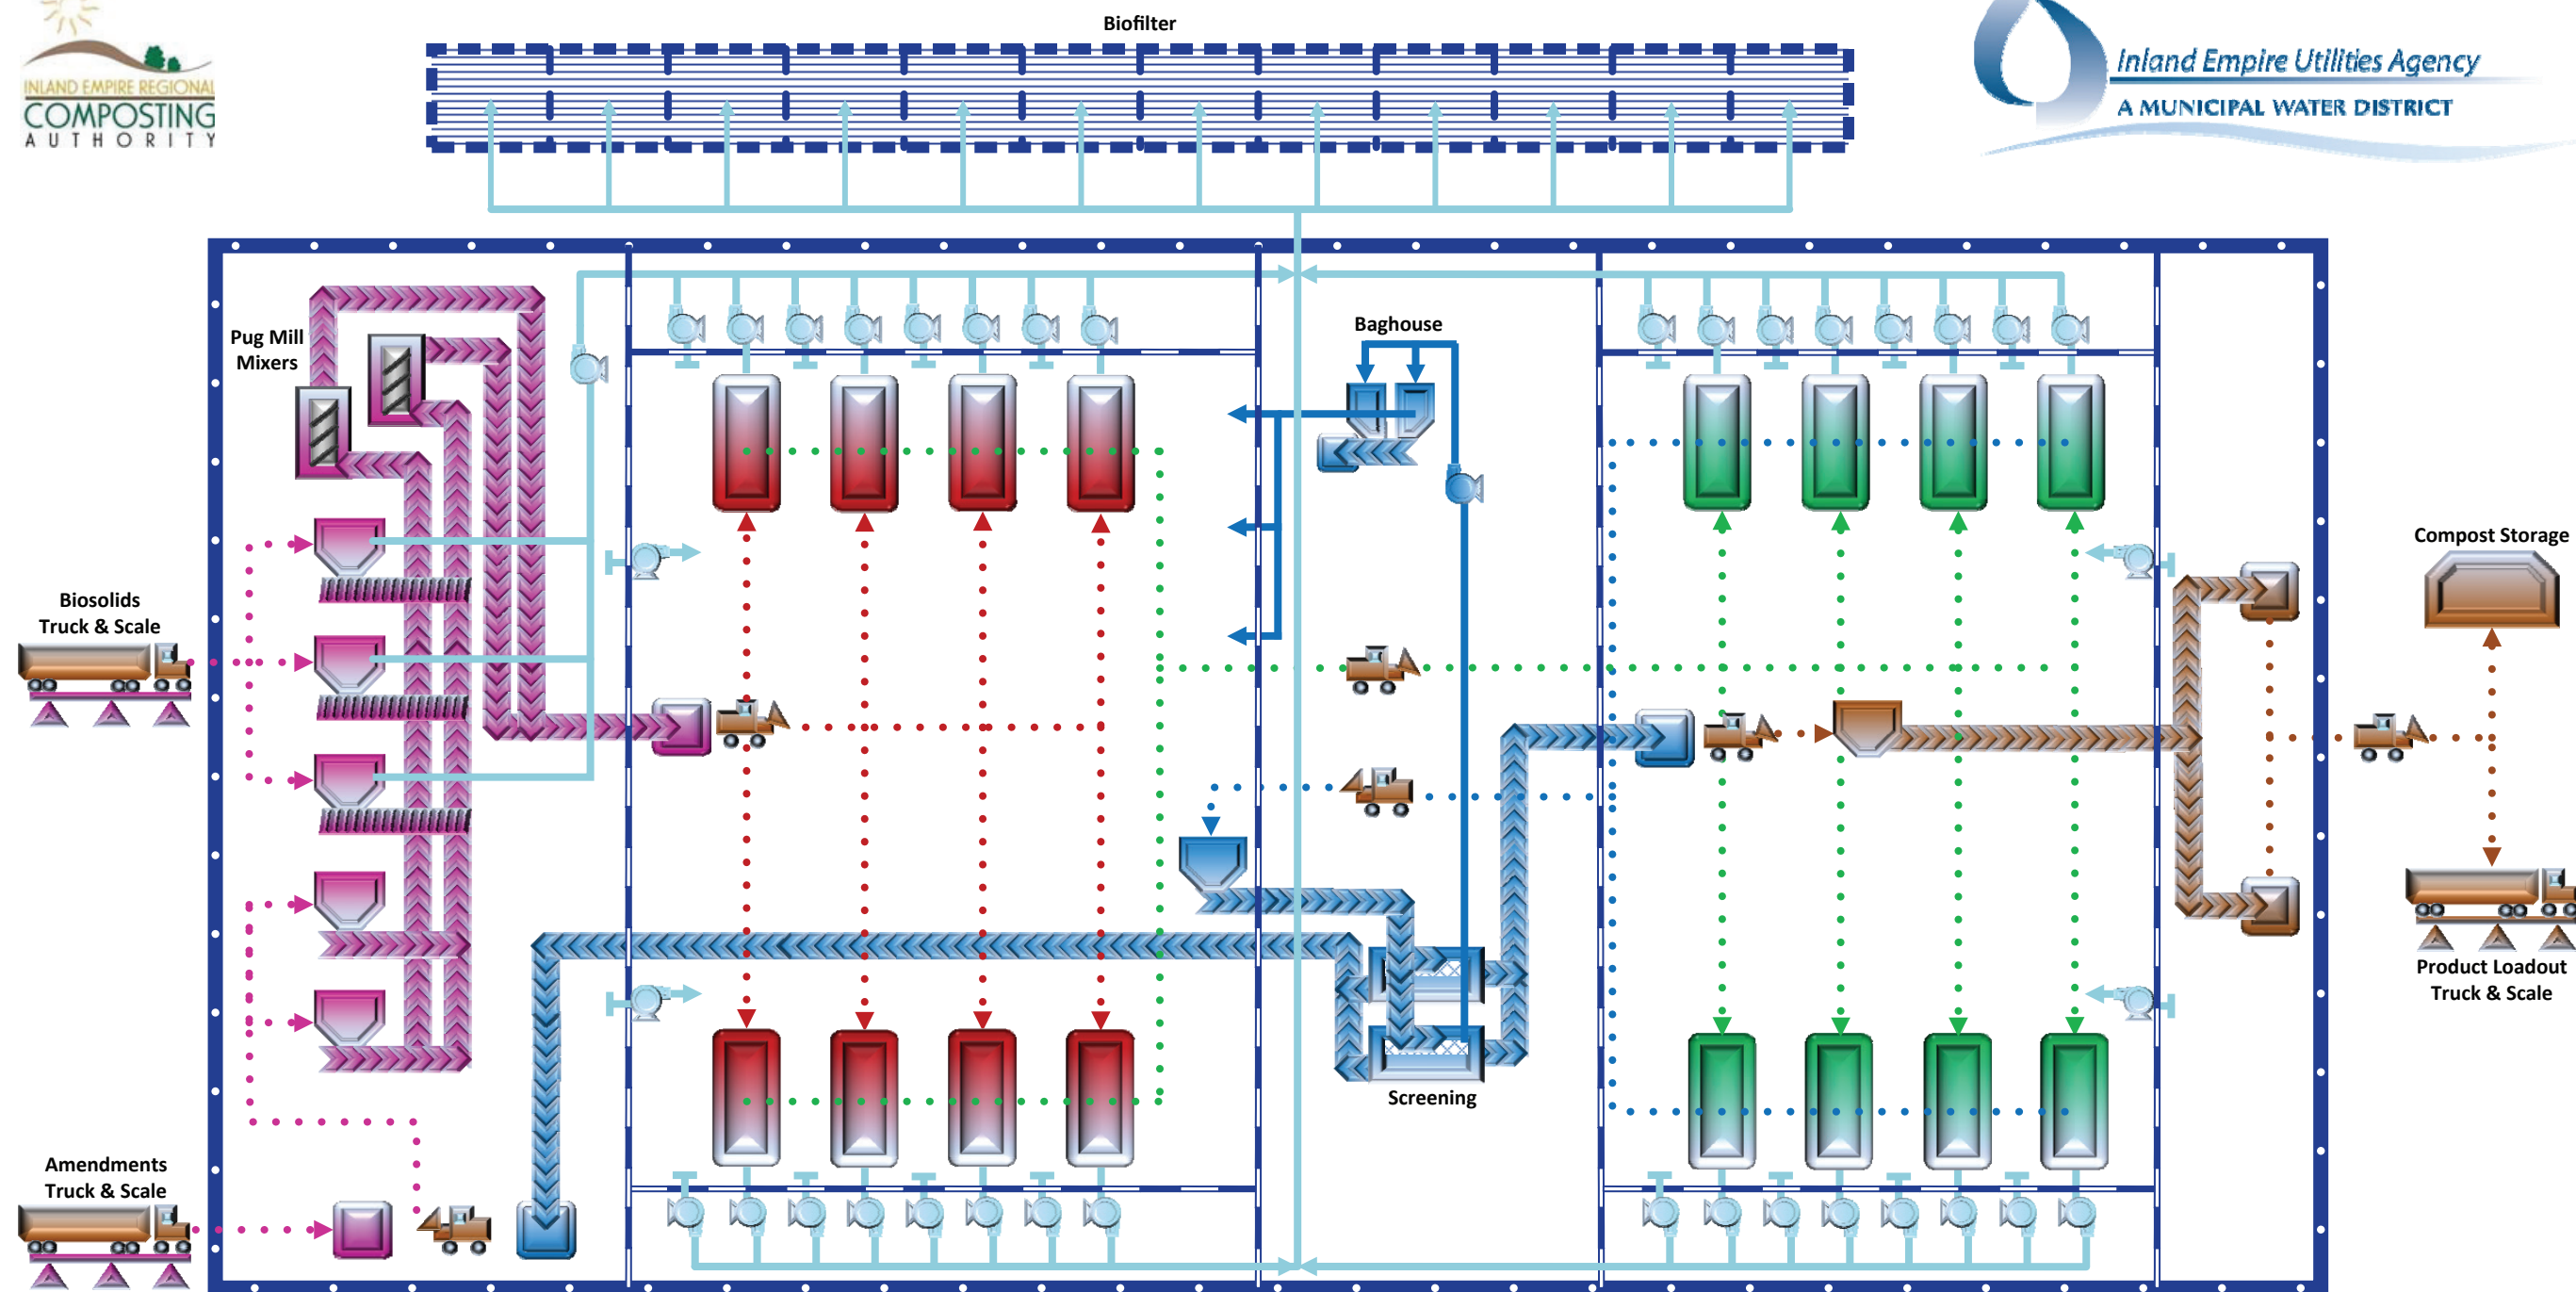 Biofilter
INLAND EMPIRE REGIONAL
COMPOSTING
AUTHORITY
Inland Empire Utilities Agency
A MUNICIPAL WATER DISTRICT
Pug Mill
Mixers
Baghouse
Compost Storage
Biosolids
Truck & Scale
Product Loadout
Truck & Scale
Screening
Amendments
Truck & Scale